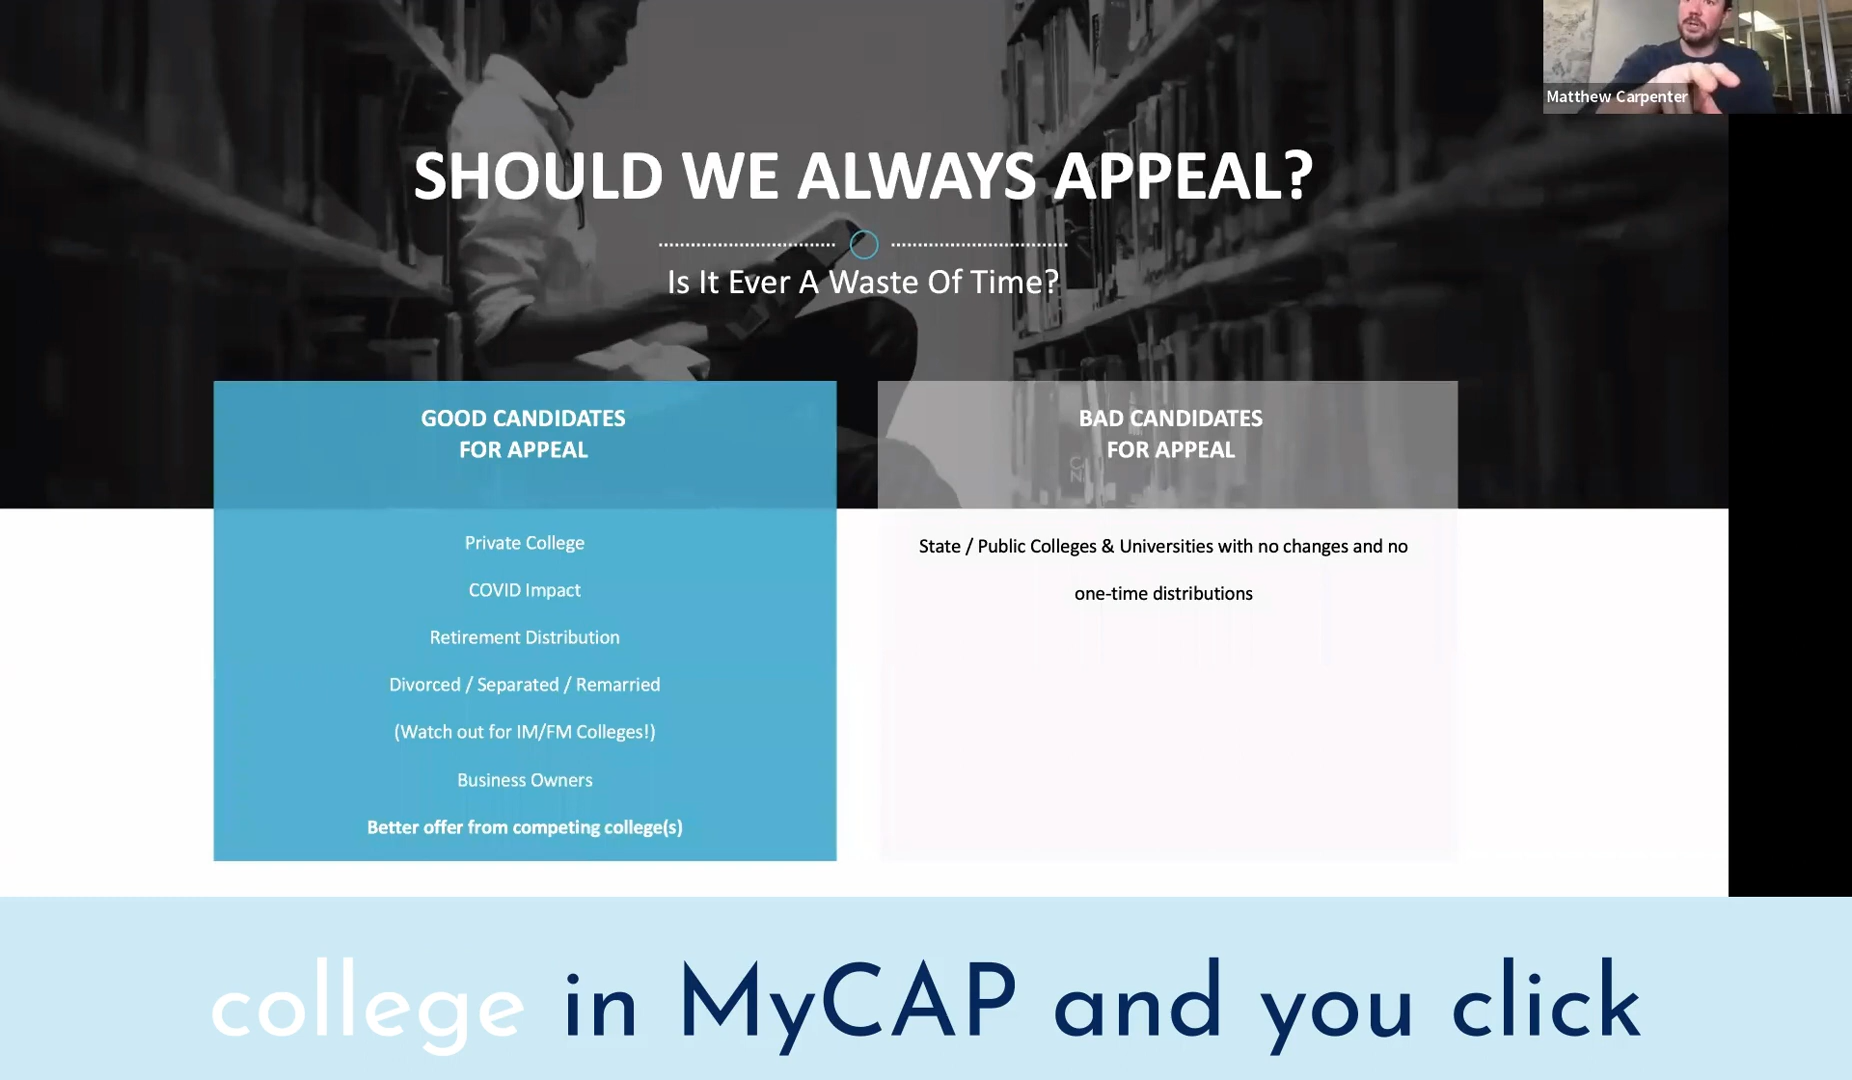 Matthew Carpenter
SHOULD WE ALWAYS APPEAL?
Is It Ever A Waste Of Time?
GOOD CANDIDATES
FOR APPEAL
Private College
COVID Impact
Retirement Distribution
Divorced / Separated / Remarried
(Watch out for IM/FM Colleges!)
Business Owners
Better offer from competing college(s)
BAD CANDIDATES
FOR APPEAL
State / Public Colleges & Universities with no changes and no
one-time distributions
college in MyCAP and you click